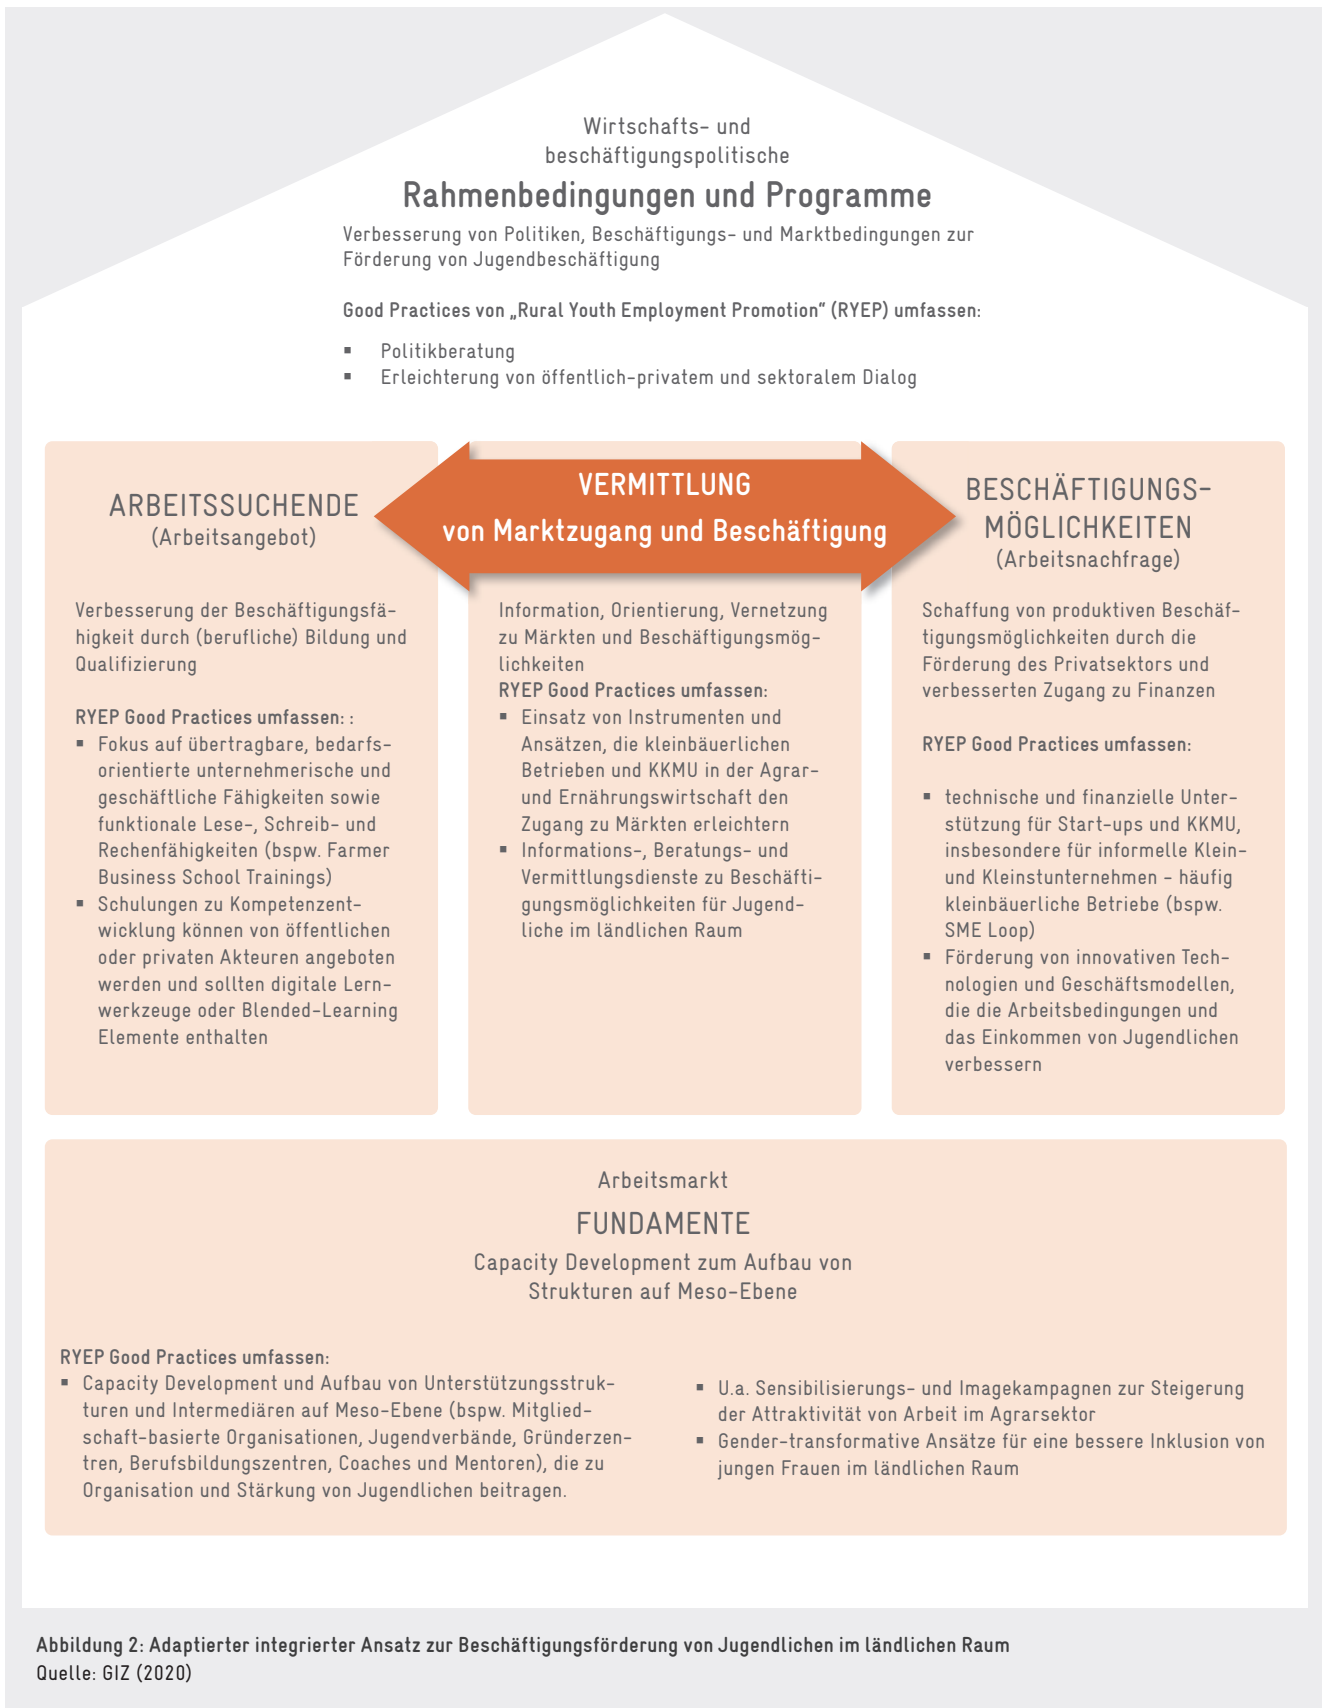 Wirtschafts- und
beschäftigungspolitische
Rahmenbedingungen und Programme
Verbesserung von Politiken, Beschäftigungs- und Marktbedingungen zur
Förderung von Jugendbeschäftigung
Good Practices von „Rural Youth Employment Promotion“ (RYEP) umfassen:
▪ Politikberatung
▪ Erleichterung von öffentlich-privatem und sektoralem Dialog
ARBEITSSUCHENDE
(Arbeitsangebot)
Verbesserung der Beschäftigungsfä-
higkeit durch (berufliche) Bildung und
Qualifizierung
RYEP Good Practices umfassen: :
▪ Fokus auf übertragbare, bedarfs-
orientierte unternehmerische und
geschäftliche Fähigkeiten sowie
funktionale Lese-, Schreib- und
Rechenfähigkeiten (bspw. Farmer
Business School Trainings)
▪ Schulungen zu Kompetenzent-
wicklung können von öffentlichen
oder privaten Akteuren angeboten
werden und sollten digitale Lern-
werkzeuge oder Blended-Learning
Elemente enthalten
VERMITTLUNG
von Marktzugang und Beschäftigung
Information, Orientierung, Vernetzung
zu Märkten und Beschäftigungsmög-
lichkeiten
RYEP Good Practices umfassen:
▪ Einsatz von Instrumenten und
Ansätzen, die kleinbäuerlichen
Betrieben und KKMU in der Agrar-
und Ernährungswirtschaft den
Zugang zu Märkten erleichtern
▪ Informations-, Beratungs- und
Vermittlungsdienste zu Beschäfti-
gungsmöglichkeiten für Jugend-
liche im ländlichen Raum
BESCHÄFTIGUNGS-
MÖGLICHKEITEN
(Arbeitsnachfrage)
Schaffung von produktiven Beschäf-
tigungsmöglichkeiten durch die
Förderung des Privatsektors und
verbesserten Zugang zu Finanzen
RYEP Good Practices umfassen:
▪ technische und finanzielle Unter-
stützung für Start-ups und KKMU,
insbesondere für informelle Klein-
und Kleinstunternehmen - häufig
kleinbäuerliche Betriebe (bspw.
SME Loop)
▪ Förderung von innovativen Tech-
nologien und Geschäftsmodellen,
die die Arbeitsbedingungen und
das Einkommen von Jugendlichen
verbessern
Arbeitsmarkt
FUNDAMENTE
Capacity Development zum Aufbau von
Strukturen auf Meso-Ebene
RYEP Good Practices umfassen:
▪ Capacity Development und Aufbau von Unterstützungsstruk-
turen und Intermediären auf Meso-Ebene (bspw. Mitglied-
schaft-basierte Organisationen, Jugendverbände, Gründerzen-
tren, Berufsbildungszentren, Coaches und Mentoren), die zu
Organisation und Stärkung von Jugendlichen beitragen.
▪ U.a. Sensibilisierungs- und Imagekampagnen zur Steigerung
der Attraktivität von Arbeit im Agrarsektor
▪ Gender-transformative Ansätze für eine bessere Inklusion von
jungen Frauen im ländlichen Raum
Abbildung 2: Adaptierter integrierter Ansatz zur Beschäftigungsförderung von Jugendlichen im ländlichen Raum
Quelle: GIZ (2020)